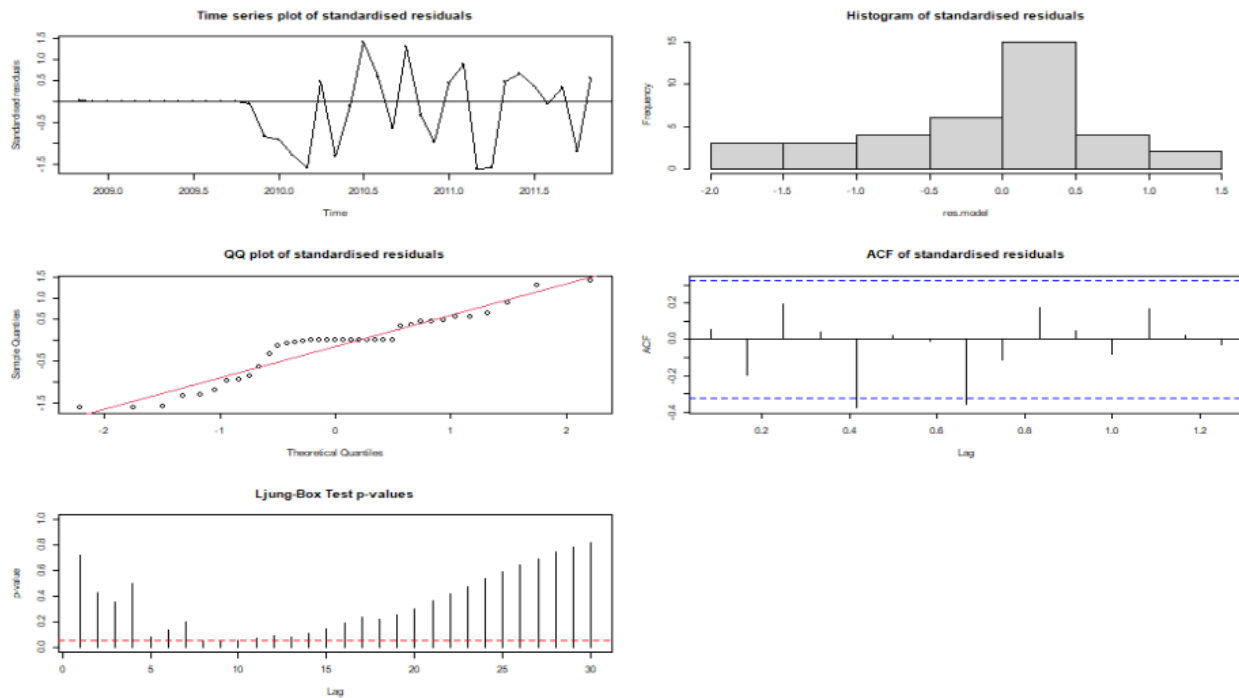 Time series plot of standardised residuals
Standardised residuals
1.5
1.0
0.5
-0.5
-1.5
2009.0 2009.5 2010.0 2010.5 2011.0 2011.5
Time
Histogram of standardised residuals
Frequency
15
10
5
0
-2.0 -1.5 -1.0 -0.5 0.0 0.5 1.0 1.5
res.model
QQ plot of standardised residuals
Sample Quantiles
1.5
1.0
0.5
-0.5
-1.5
-2 -1 0 1 2
Theoretical Quantiles
ACF of standardised residuals
ACF
0.2
0.0
-0.2
-0.4
0.2 0.4 0.6 0.8 1.0 1.2
Lag
Ljung-Box Test p-values
p-value
1.0
0.8
0.6
0.4
0.2
0.0
0 5 10 15 20 25 30
Lag